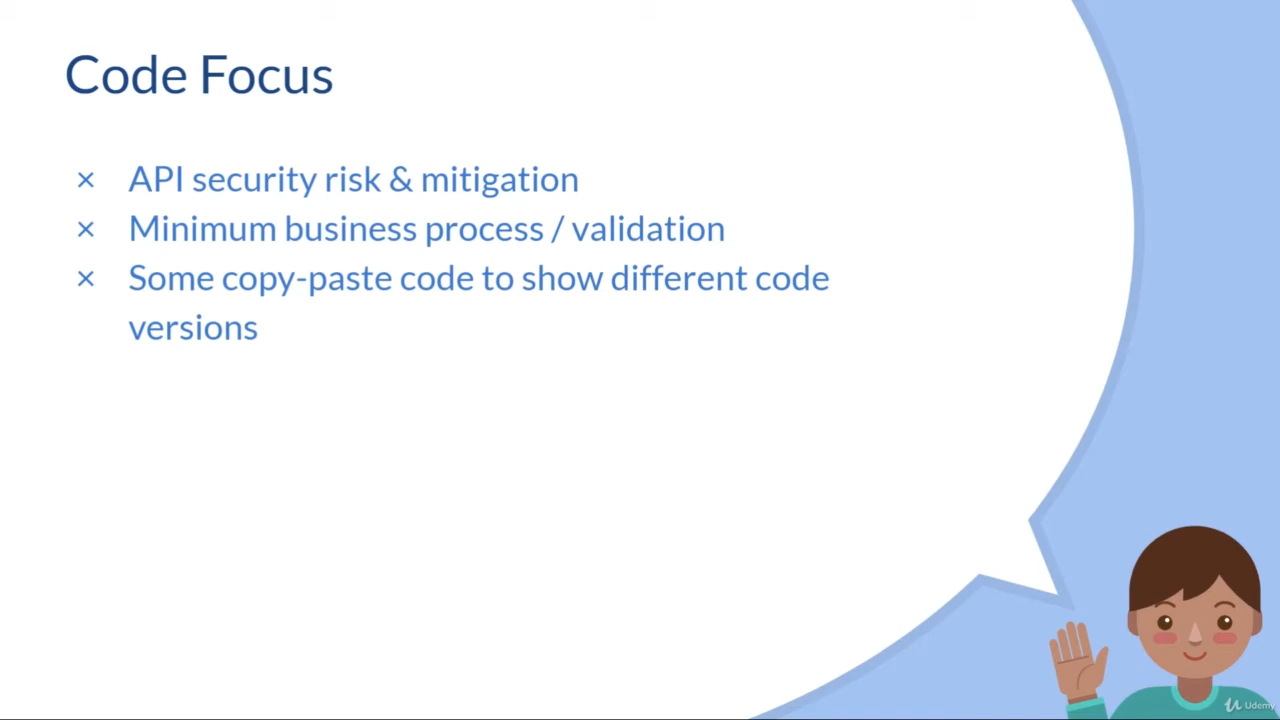 Code Focus
× API security risk & mitigation
× Minimum business process / validation
× Some copy-paste code to show different code
versions
Udemy